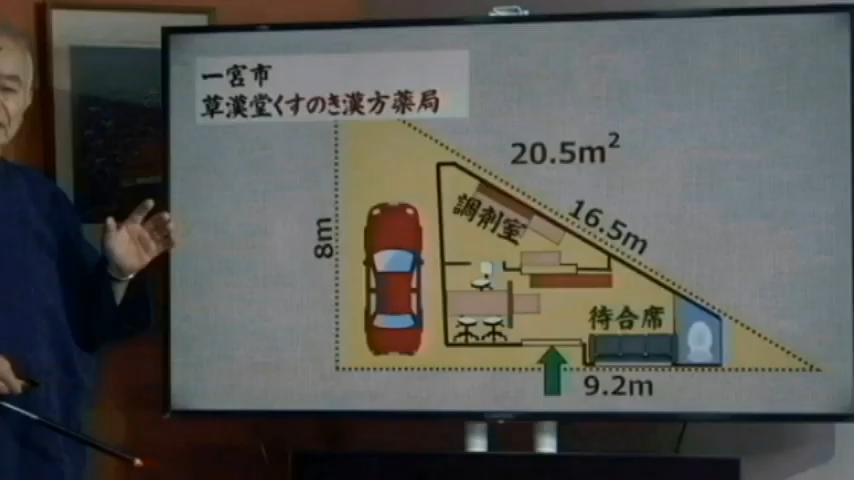 一宮市
草漢堂くすのき漢方薬局
20.5m²
16.5m
調剤室
8m
待合席
9.2m